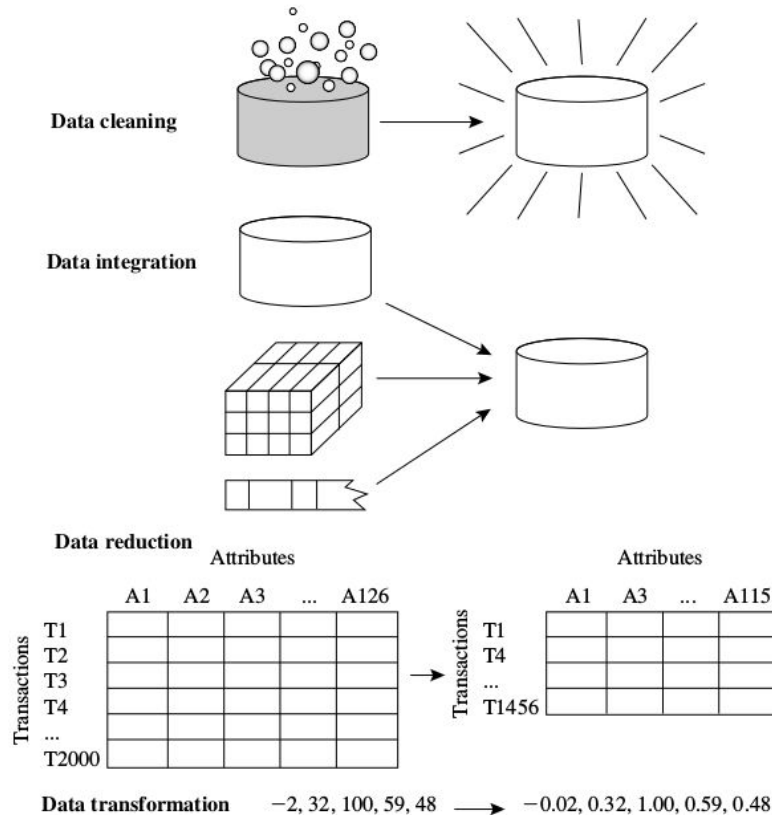 Data cleaning
Data integration
Data reduction
Attributes
A1 A2 A3 ... A126
Transactions
T1
T2
T3
T4
...
T2000
Attributes
A1 A3 ... A115
Transactions
T1
T4
...
T1456
Data transformation −2, 32, 100, 59, 48 −0.02, 0.32, 1.00, 0.59, 0.48